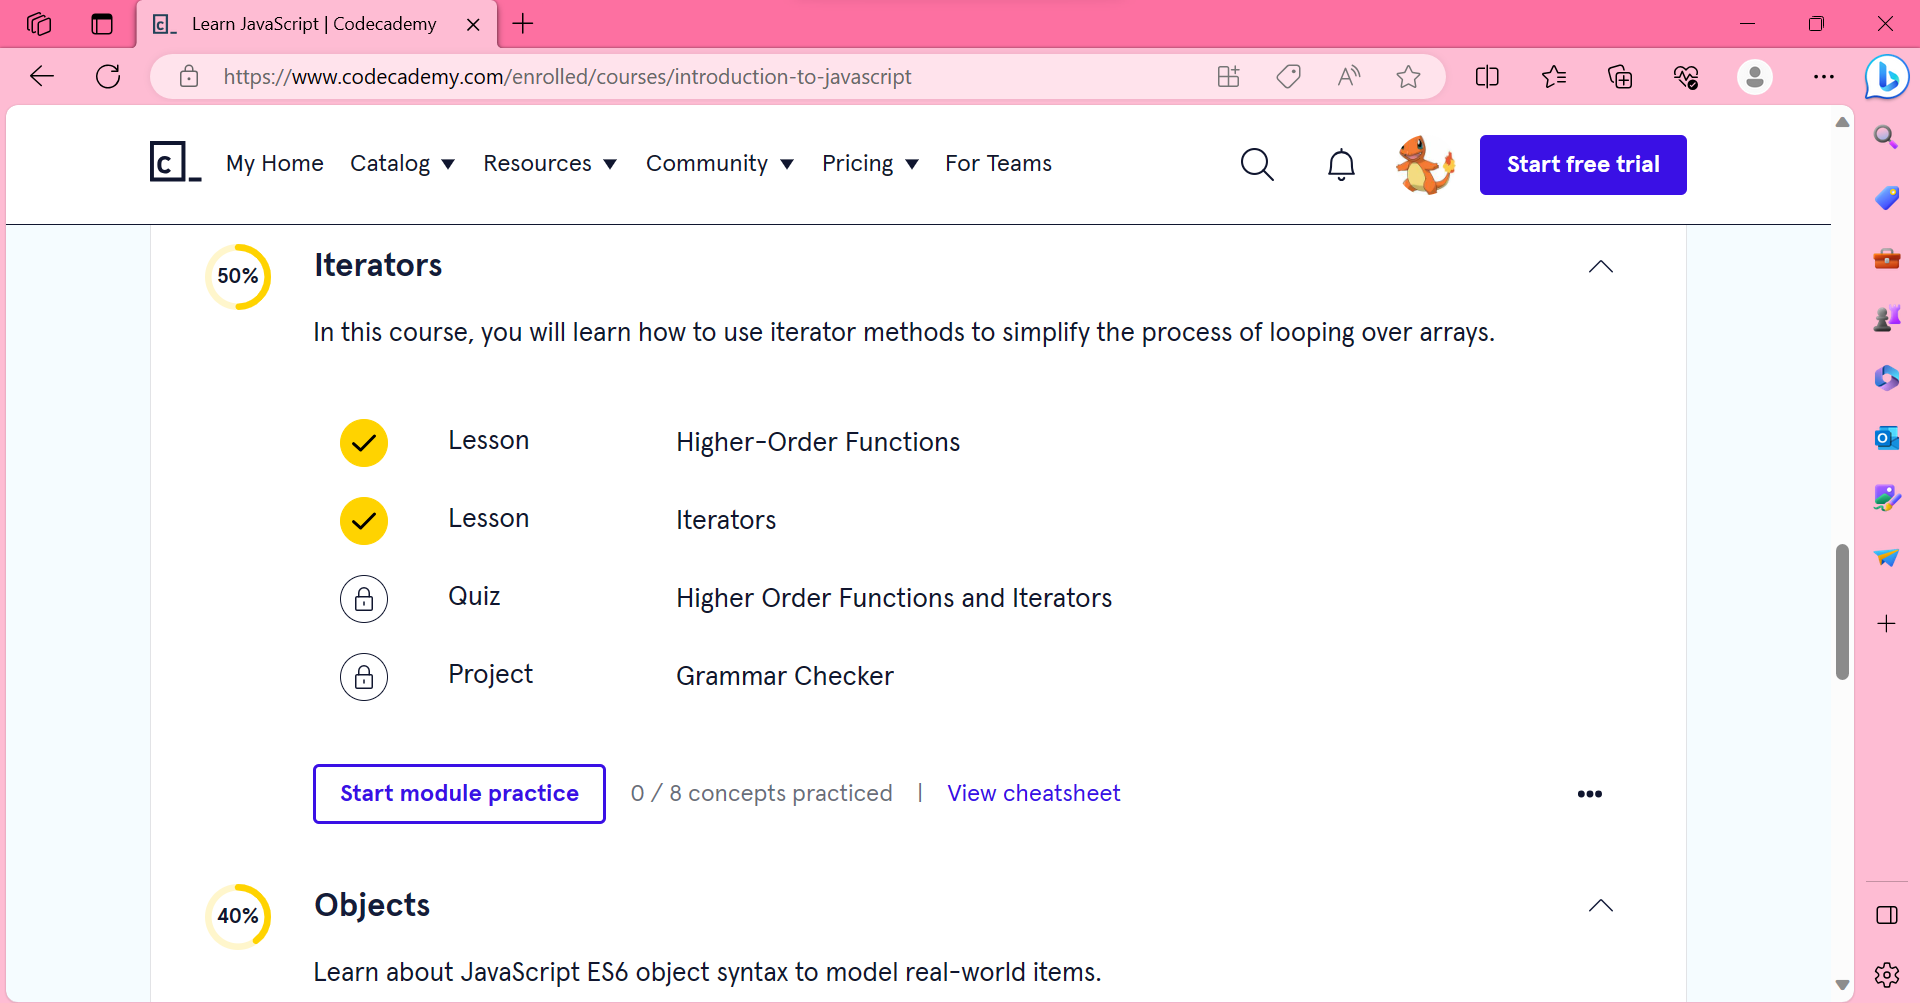 Learn JavaScript | Codecademy
https://www.codecademy.com/enrolled/courses/introduction-to-javascript
c_ My Home Catalog Resources Community Pricing For Teams Start free trial
50% Iterators
In this course, you will learn how to use iterator methods to simplify the process of looping over arrays.
Lesson Higher-Order Functions
Lesson Iterators
Quiz Higher Order Functions and Iterators
Project Grammar Checker
Start module practice 0 / 8 concepts practiced | View cheatsheet
40% Objects
Learn about JavaScript ES6 object syntax to model real-world items.